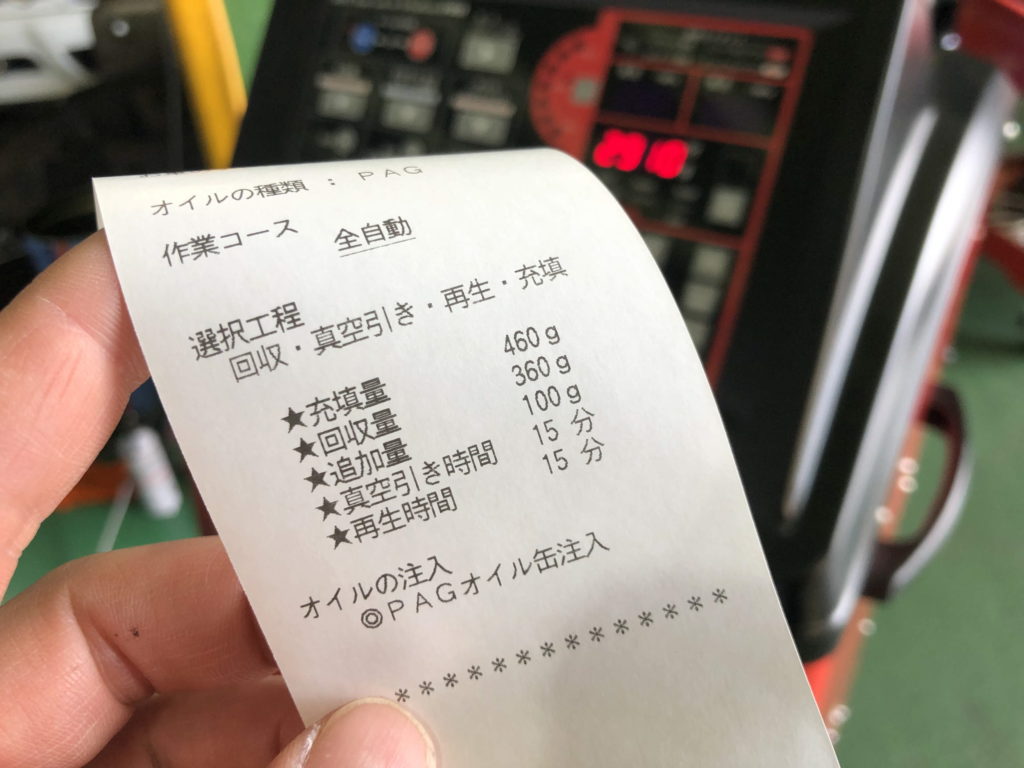 オイルの種類 : PAG
作業コース 全自動
選択工程
回収・真空引き・再生・充填
★充填量 460g
★回収量 360g
★追加量 100g
★真空引き時間 15 分
★再生時間 15 分
オイルの注入
◎PAGオイル缶注入
**************